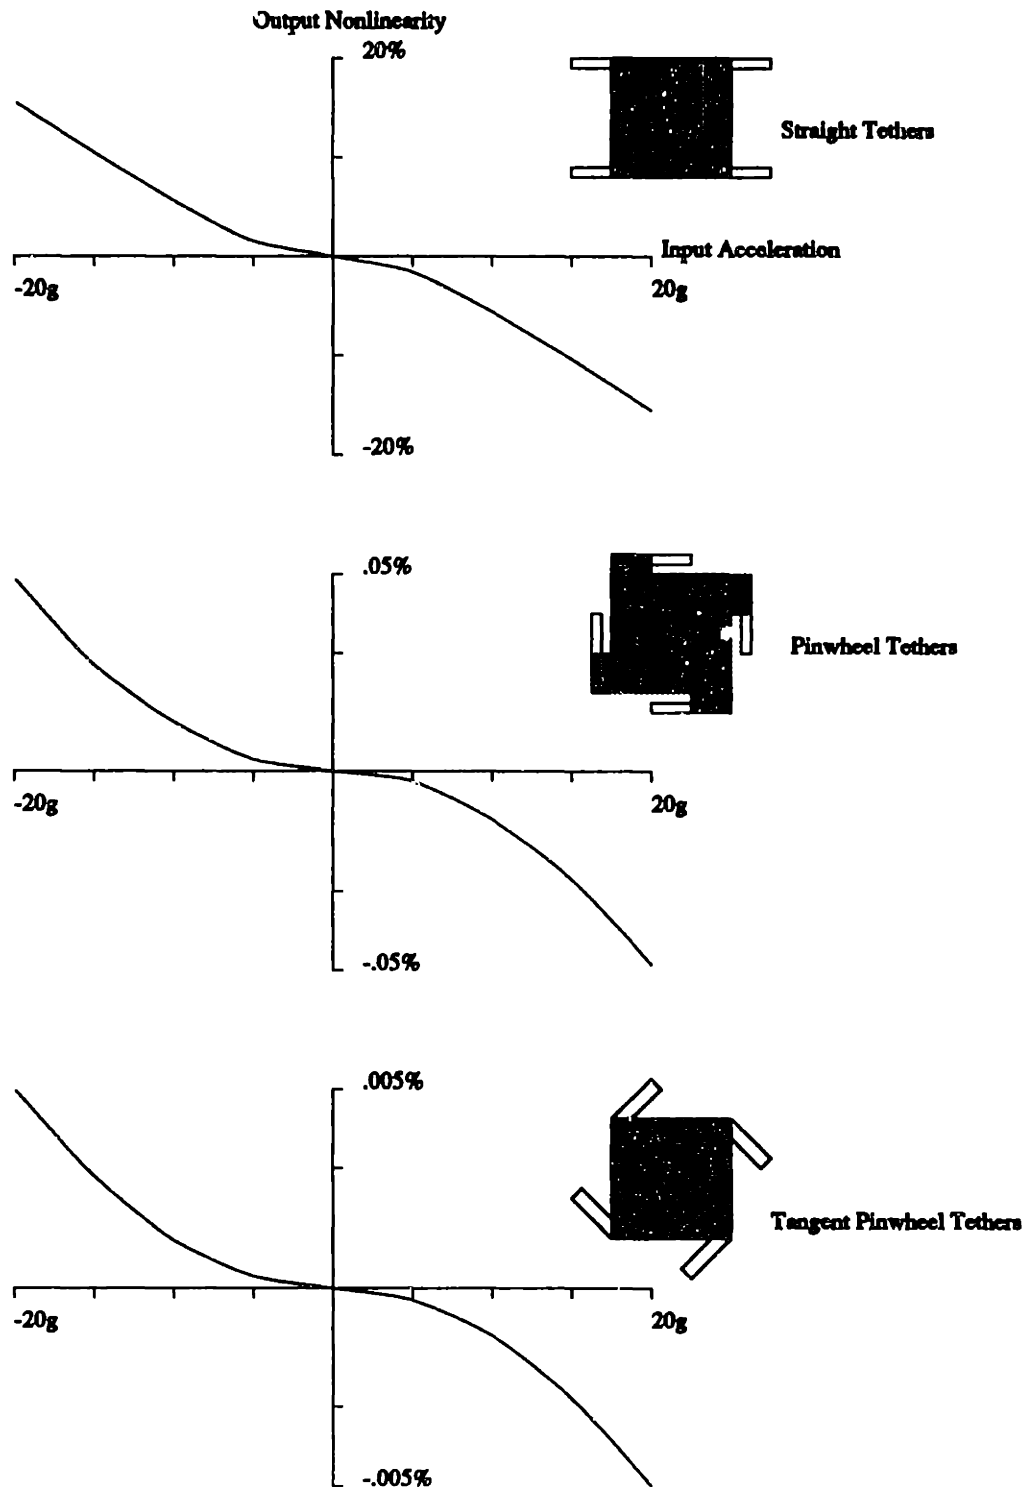 Output Nonlinearity
20%
Straight Tethers
Input Acceleration
-20g
20g
-20%
.05%
Pinwheel Tethers
-20g
20g
-.05%
.005%
Tangent Pinwheel Tethers
-20g
20g
-.005%